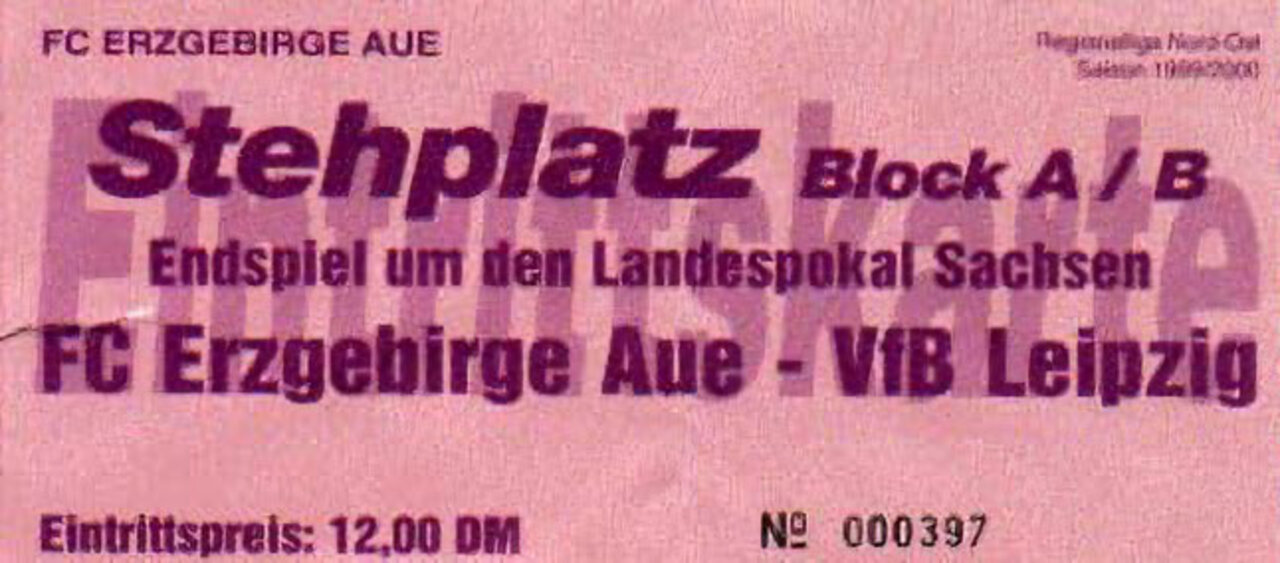 FC ERZGEBIRGE AUE
Regionalliga Nord-Ost
Saison 1999/2000
Eintrittskarte
Stehplatz Block A / B
Endspiel um den Landespokal Sachsen
FC Erzgebirge Aue - VfB Leipzig
Eintrittspreis: 12,00 DM
Nº 000397